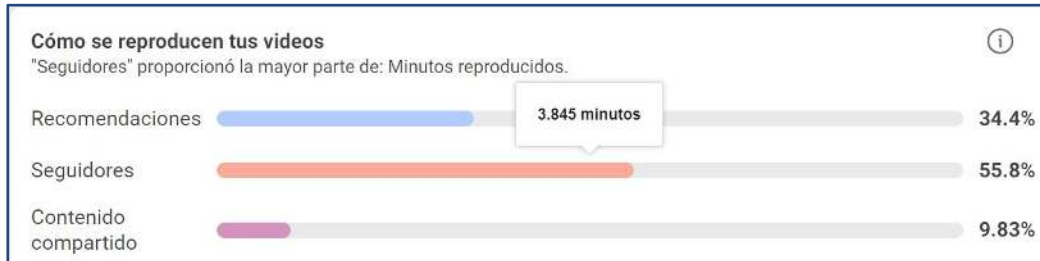 Cómo se reproducen tus videos
"Seguidores" proporcionó la mayor parte de: Minutos reproducidos.
3.845 minutos
Recomendaciones 34.4%
Seguidores 55.8%
Contenido
compartido 9.83%